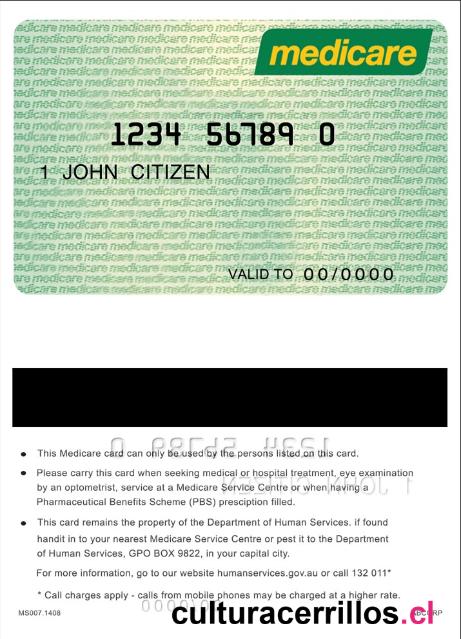 medicare
1234 56789 0
1 JOHN CITIZEN
VALID TO 00/0000
● This Medicare card can only be used by the persons listed on this card.
● Please carry this card when seeking medical or hospital treatment, eye examination
by an optometrist, service at a Medicare Service Centre or when having a
Pharmaceutical Benefits Scheme (PBS) presciption filled.
● This card remains the property of the Department of Human Services. if found
handit in to your nearest Medicare Service Centre or pest it to the Department
of Human Services, GPO BOX 9822, in your capital city.
For more information, go to our website humanservices.gov.au or call 132 011*
* Call charges apply - calls from mobile phones may be charged at a higher rate.
MS007.1408
culturacerrillos.cl